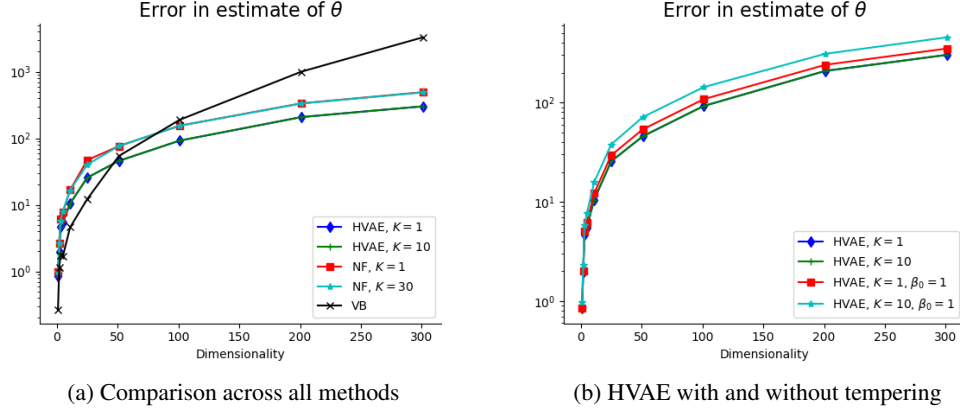 Error in estimate of θ
10³
10²
10¹
10⁰
HVAE, K = 1
HVAE, K = 10
NF, K = 1
NF, K = 30
VB
0 50 100 150 200 250 300
Dimensionality
(a) Comparison across all methods
Error in estimate of θ
10²
10¹
10⁰
HVAE, K = 1
HVAE, K = 10
HVAE, K = 1, β₀ = 1
HVAE, K = 10, β₀ = 1
0 50 100 150 200 250 300
Dimensionality
(b) HVAE with and without tempering